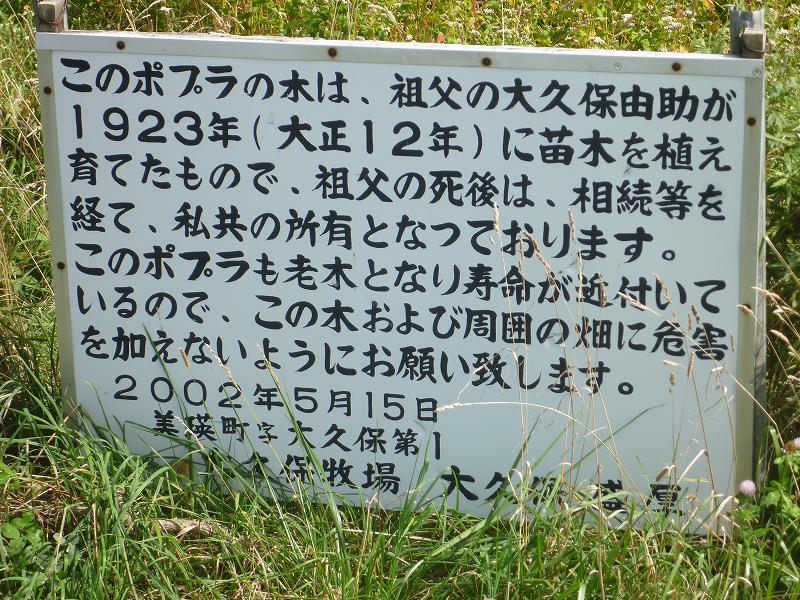 このポプラの木は、祖父の大久保由助が
1923年(大正12年)に苗木を植え
育てたもので、祖父の死後は、相続等を
経て、私共の所有となっております。
このポプラも老木となり寿命が近付いて
いるので、この木および周囲の畑に危害
を加えないようにお願い致します。
2002年5月15日
美瑛町字大久保第1
大久保牧場 大久保盛